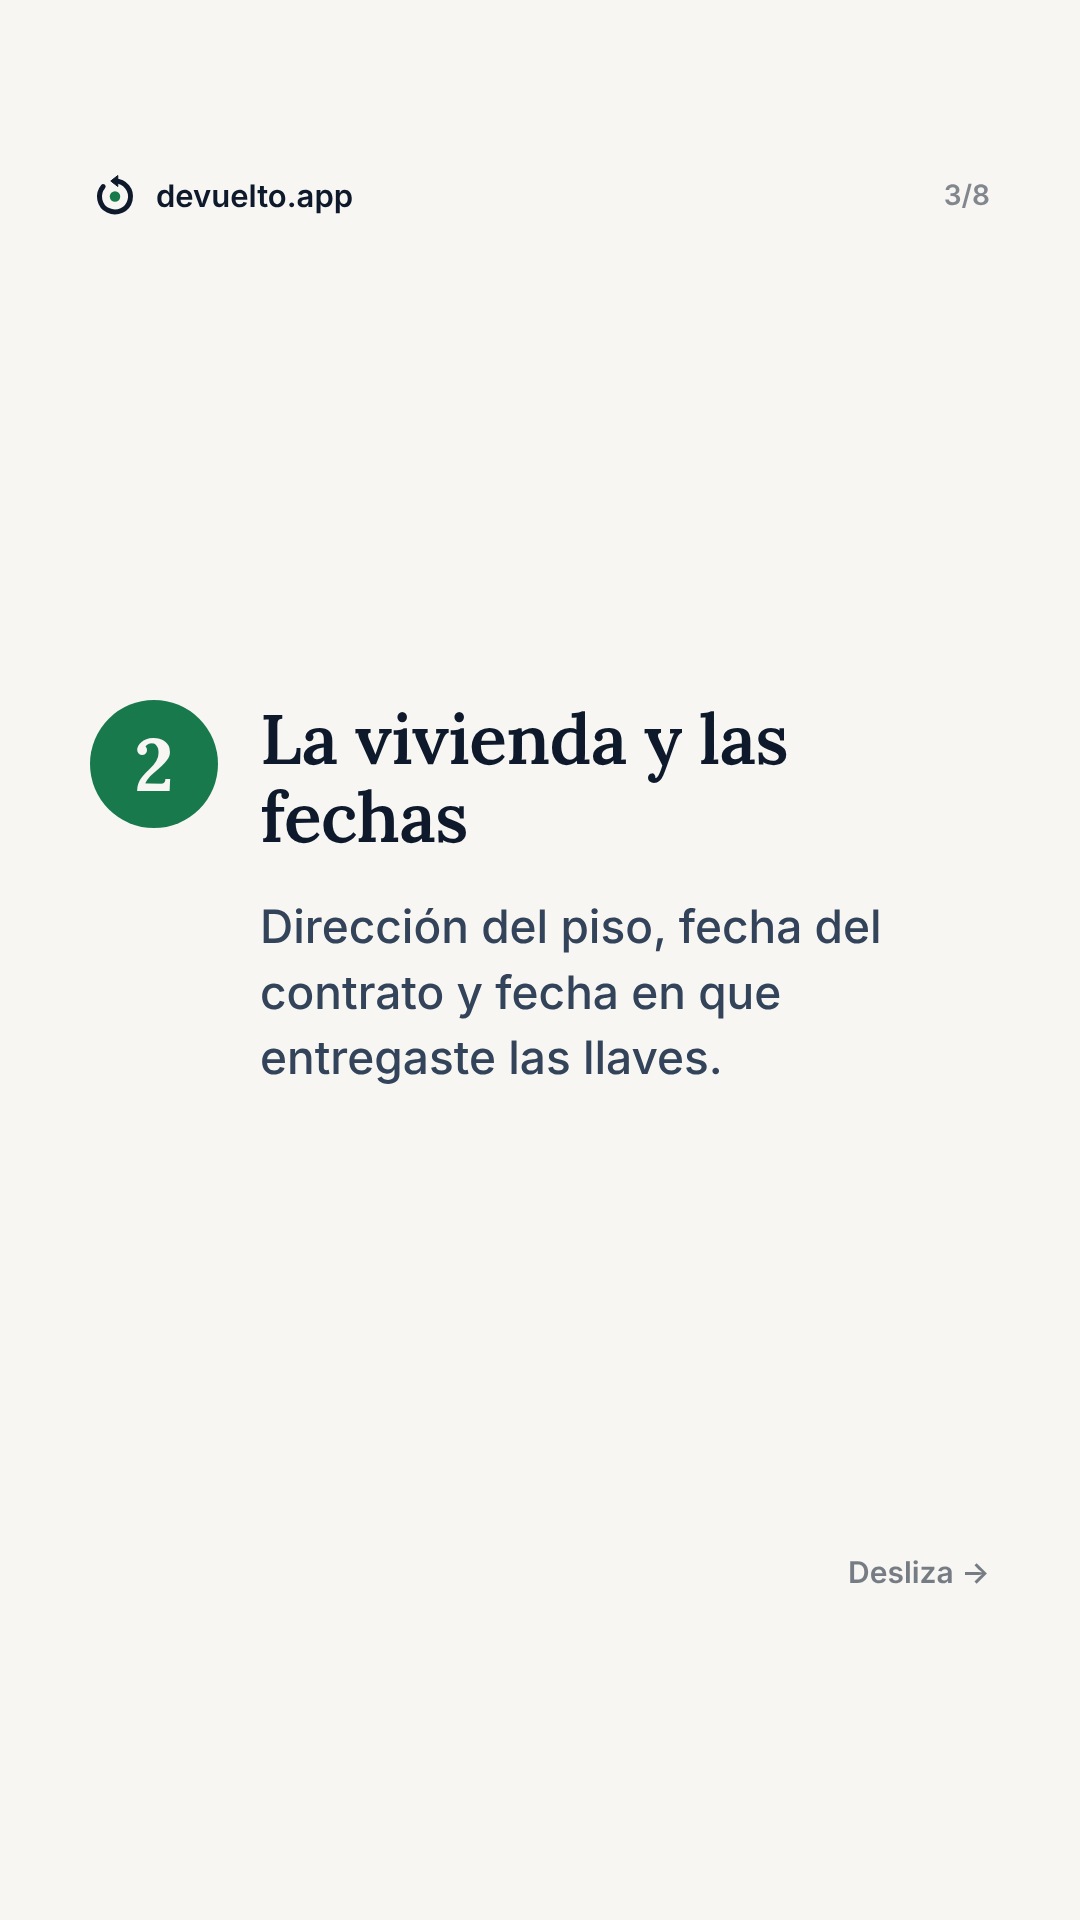 devuelto.app
3/8
2
La vivienda y las
fechas
Dirección del piso, fecha del
contrato y fecha en que
entregaste las llaves.
Desliza →